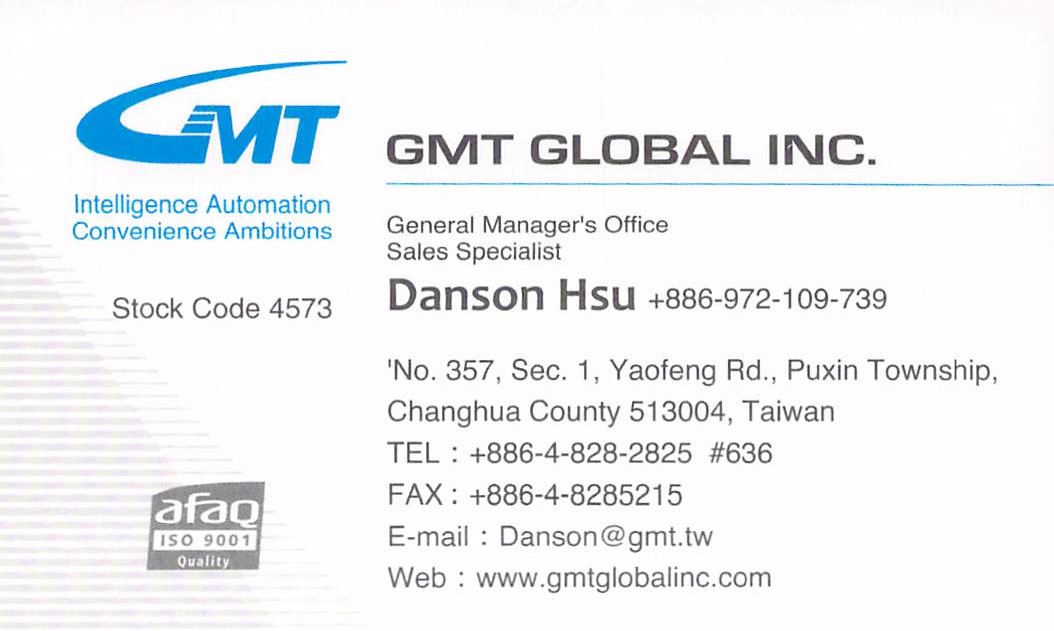 GMT
Intelligence Automation
Convenience Ambitions
Stock Code 4573
afaq
ISO 9001
Quality
GMT GLOBAL INC.
General Manager's Office
Sales Specialist
Danson Hsu +886-972-109-739
'No. 357, Sec. 1, Yaofeng Rd., Puxin Township,
Changhua County 513004, Taiwan
TEL : +886-4-828-2825 #636
FAX : +886-4-8285215
E-mail : Danson@gmt.tw
Web : www.gmtglobalinc.com